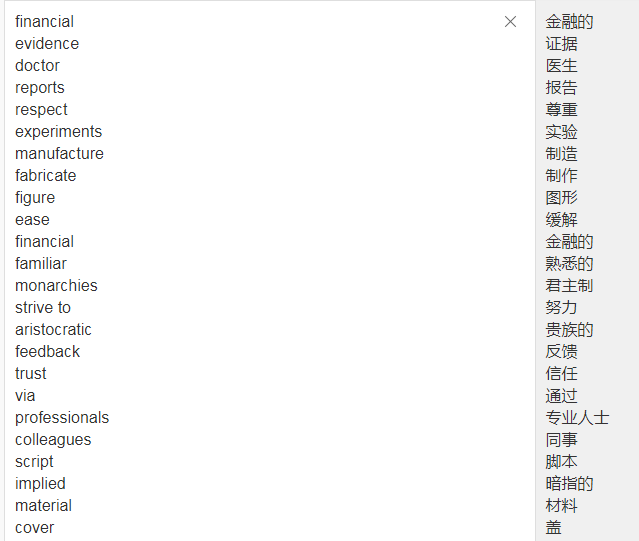 financial 金融的
evidence 证据
doctor 医生
reports 报告
respect 尊重
experiments 实验
manufacture 制造
fabricate 制作
figure 图形
ease 缓解
financial 金融的
familiar 熟悉的
monarchies 君主制
strive to 努力
aristocratic 贵族的
feedback 反馈
trust 信任
via 通过
professionals 专业人士
colleagues 同事
script 脚本
implied 暗指的
material 材料
cover 盖